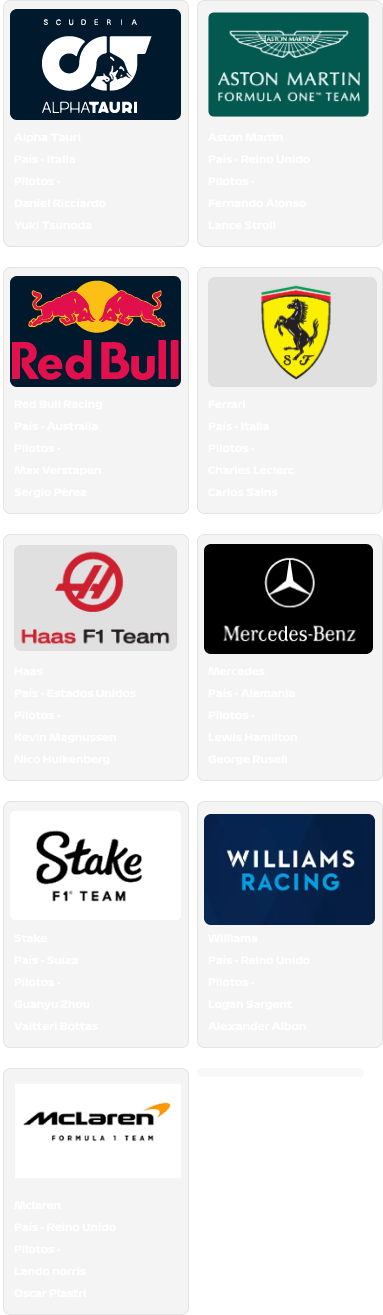 SCUDERIA
ALPHATAURI
Alpha Tauri
País - Italia
Pilotos -
Daniel Ricciardo
Yuki Tsunoda
ASTON MARTIN
ASTON MARTIN
FORMULA ONE™ TEAM
Aston Martin
País - Reino Unido
Pilotos -
Fernando Alonso
Lance Stroll
Red Bull
Red Bull Racing
País - Australia
Pilotos -
Max Verstapen
Sergio Pérez
S F
Ferrari
País - Italia
Pilotos -
Charles Leclerc
Carlos Sains
Haas F1 Team
Haas
País - Estados Unidos
Pilotos -
Kevin Magnussen
Nico Hulkenberg
Mercedes-Benz
Mercedes
País - Alemania
Pilotos -
Lewis Hamilton
George Rusell
Stake
F1® TEAM
Stake
País - Suiza
Pilotos -
Guanyu Zhou
Valtteri Bottas
WILLIAMS
RACING
Williams
País - Reino Unido
Pilotos -
Logan Sargent
Alexander Albon
McLaren
FORMULA 1 TEAM
Mclaren
País - Reino Unido
Pilotos -
Lando norris
Oscar Piastri